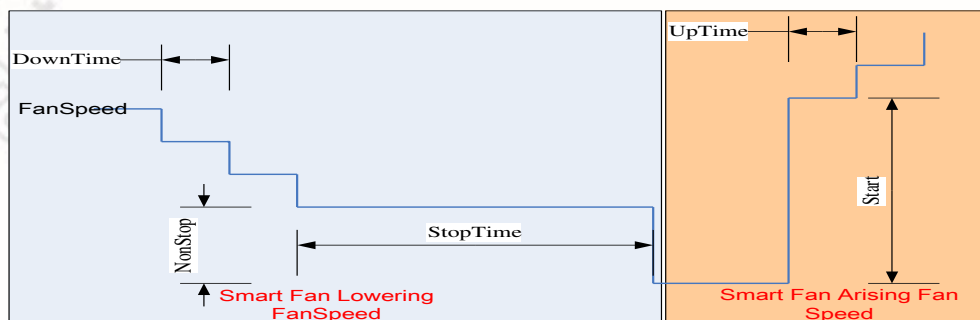 DownTime
UpTime
FanSpeed
Start
NonStop
StopTime
Smart Fan Lowering
FanSpeed
Smart Fan Arising Fan
Speed